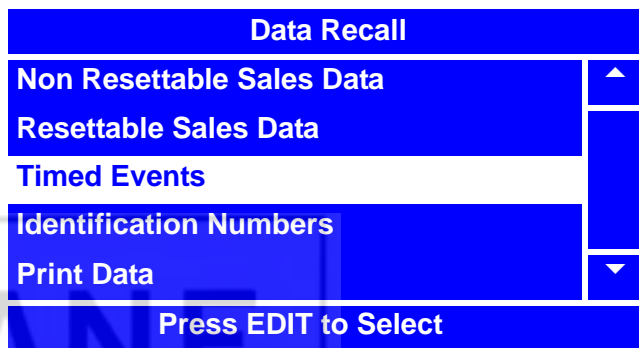 Data Recall
Non Resettable Sales Data
Resettable Sales Data
Timed Events
Identification Numbers
Print Data
Press EDIT to Select